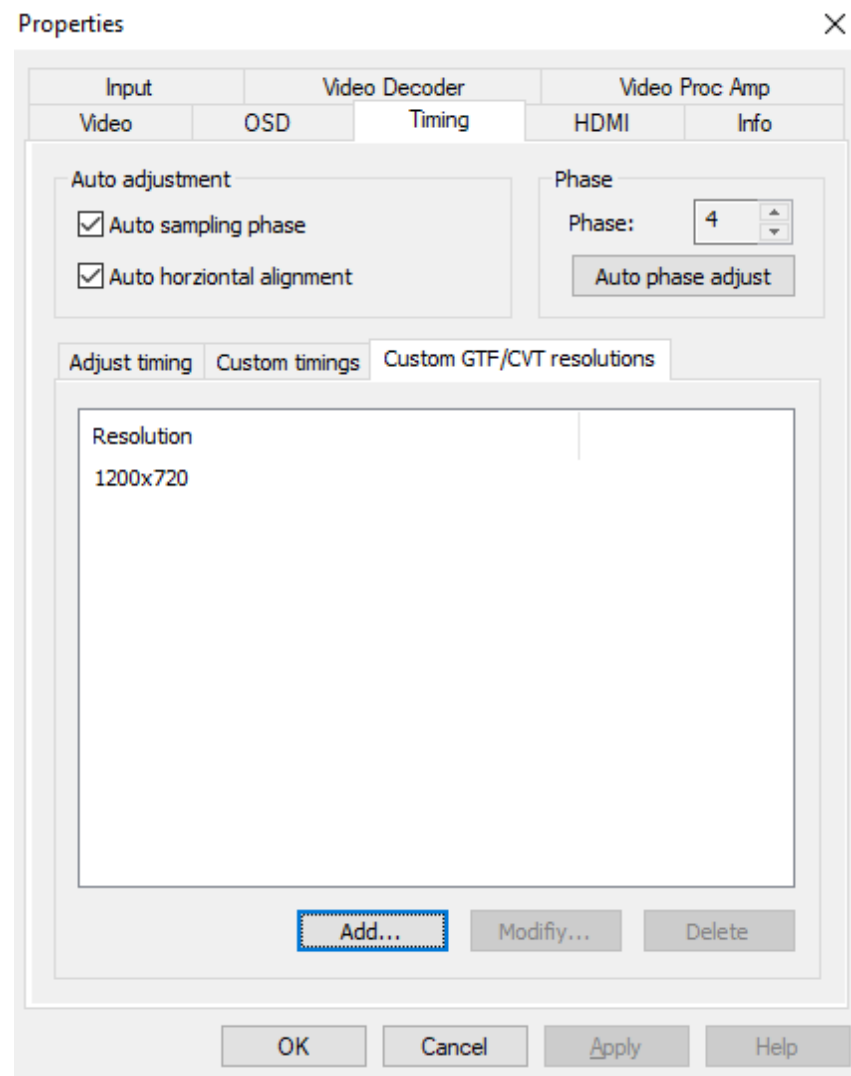 Properties
Input Video Decoder Video Proc Amp
Video OSD Timing HDMI Info
Auto adjustment
Auto sampling phase
Auto horziontal alignment
Phase
Phase: 4
Auto phase adjust
Adjust timing Custom timings Custom GTF/CVT resolutions
Resolution
1200x720
Add... Modifiy... Delete
OK Cancel Apply Help